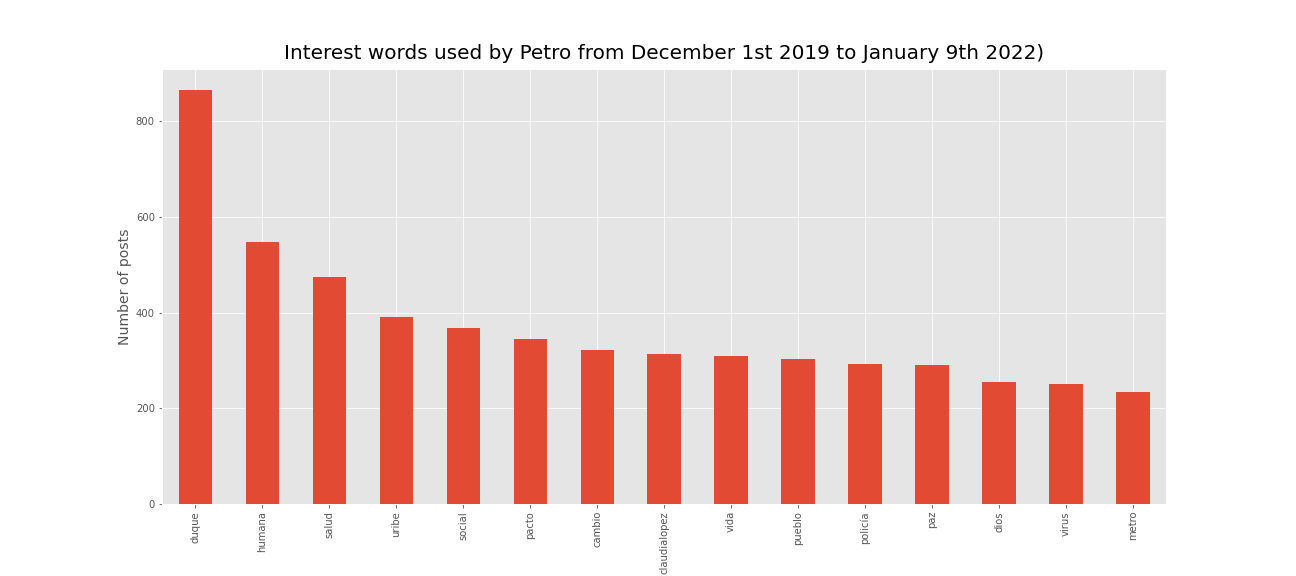 Interest words used by Petro from December 1st 2019 to January 9th 2022)
Number of posts
800
600
400
200
0
duque
humana
salud
uribe
social
pacto
cambio
claudialopez
vida
pueblo
policía
paz
dios
virus
metro